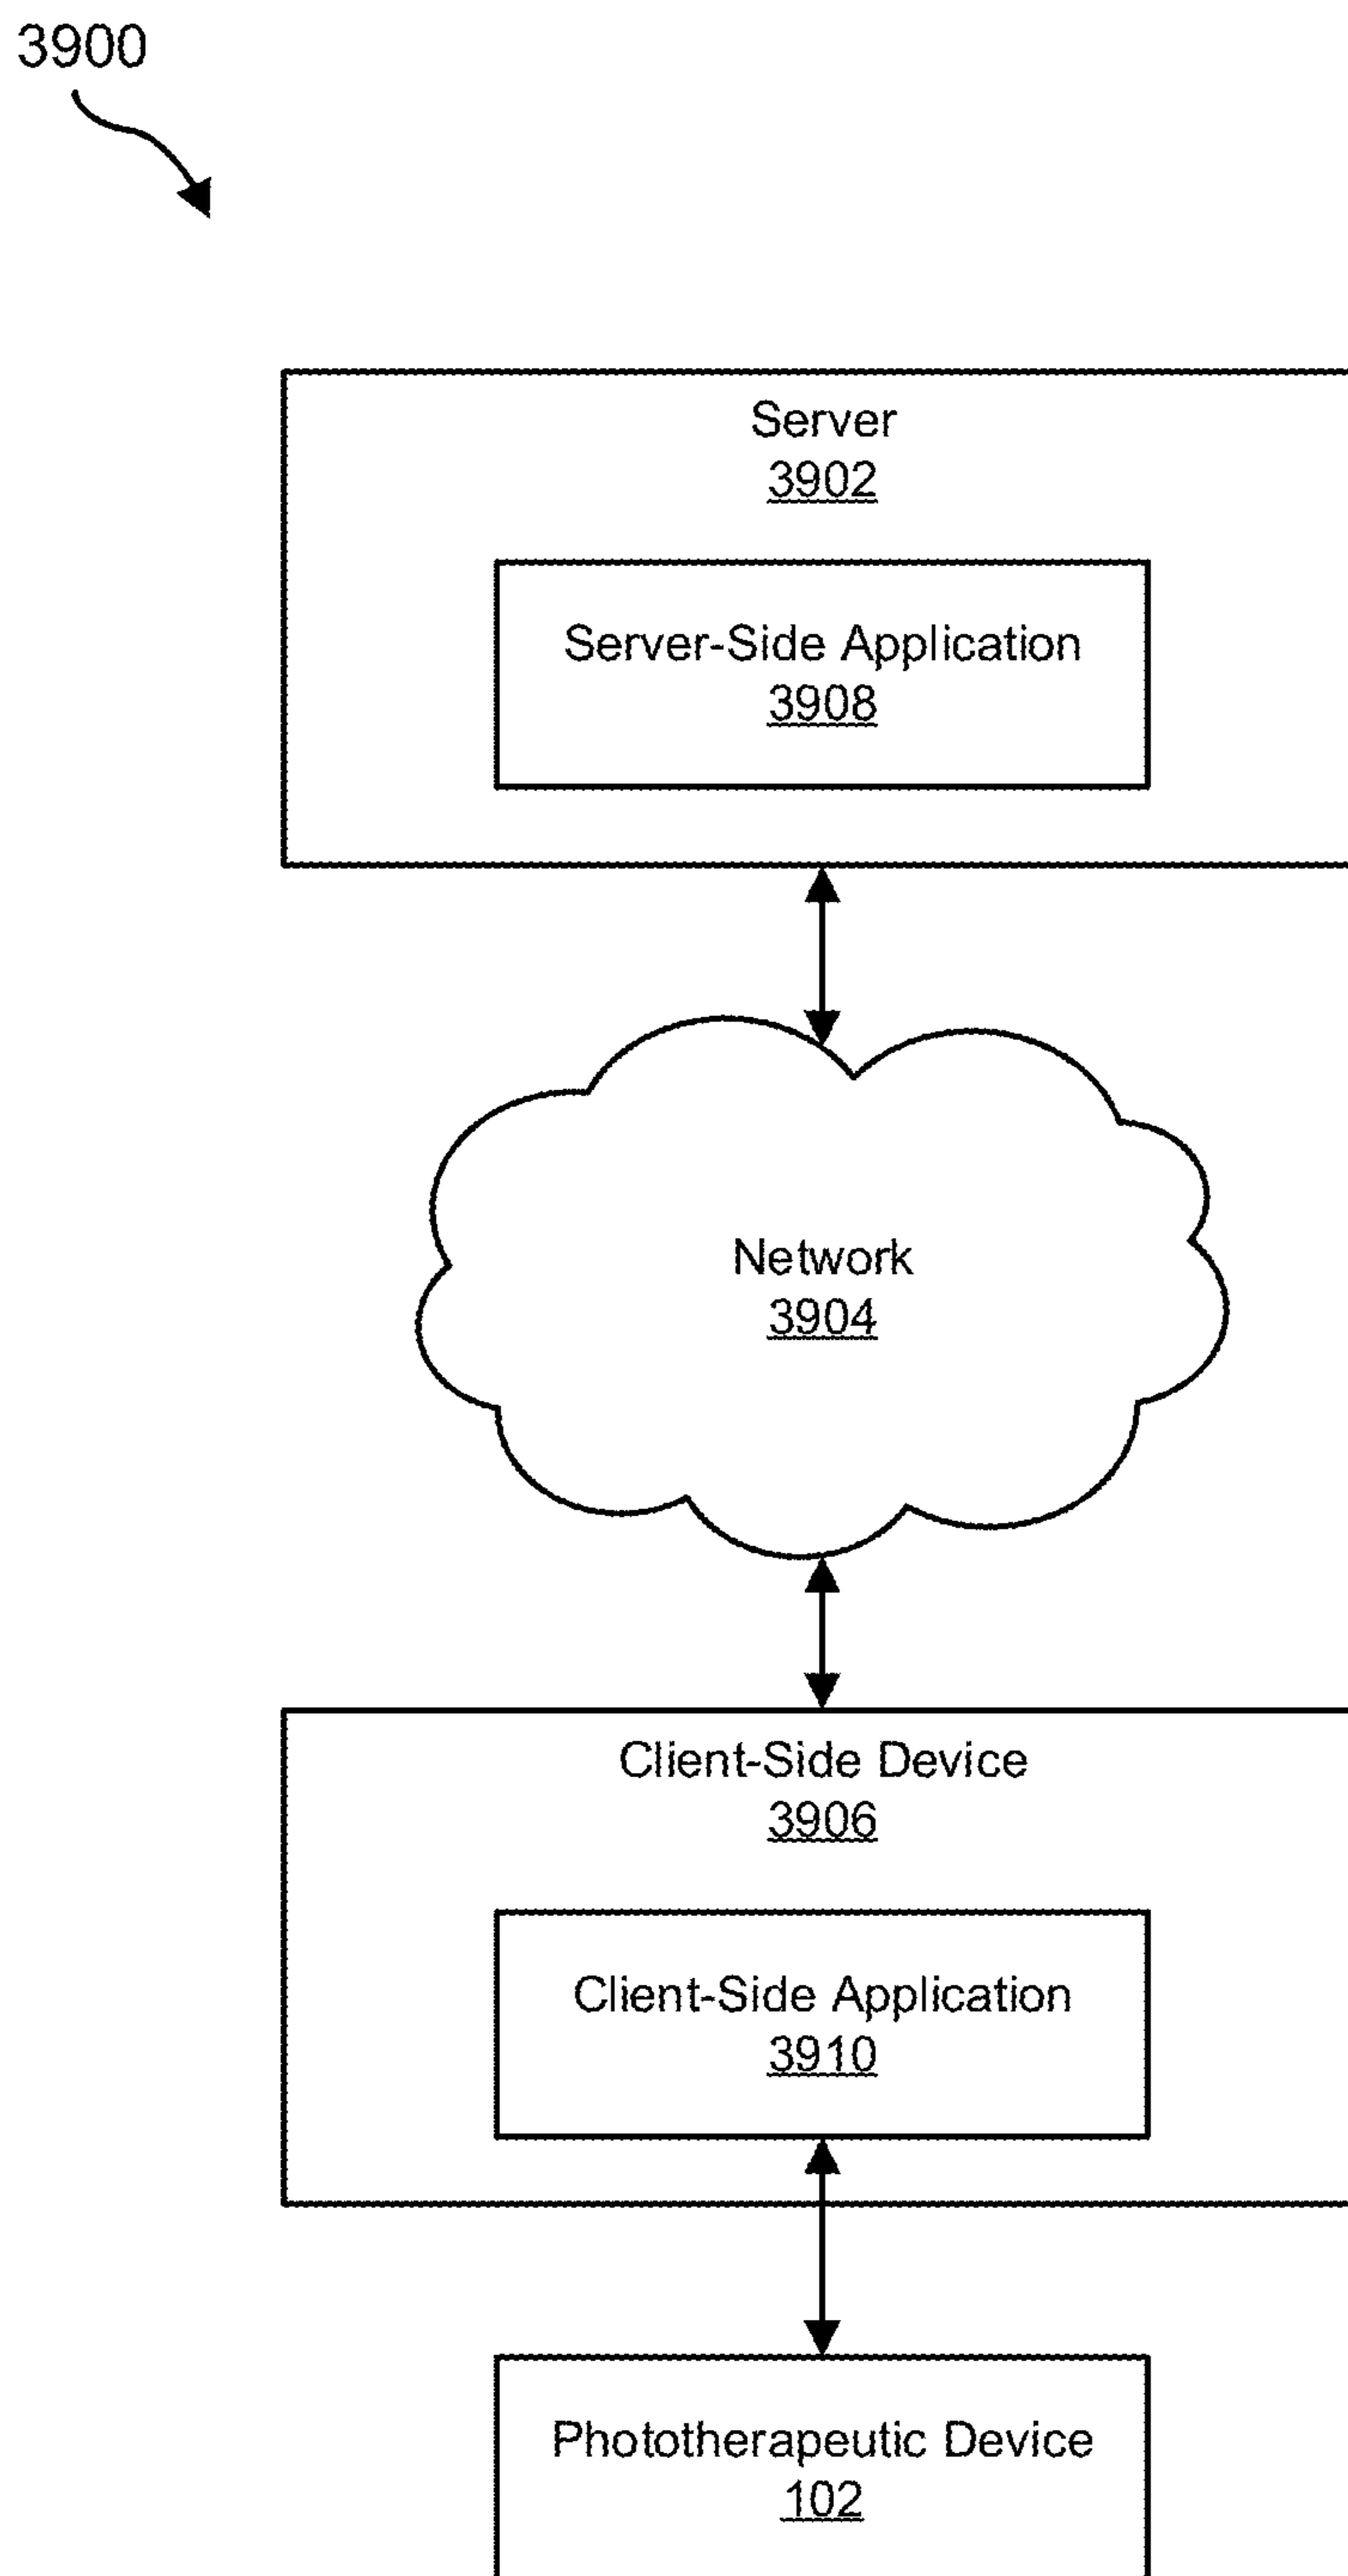 3900
Server
3902
Server-Side Application
3908
Network
3904
Client-Side Device
3906
Client-Side Application
3910
Phototherapeutic Device
102